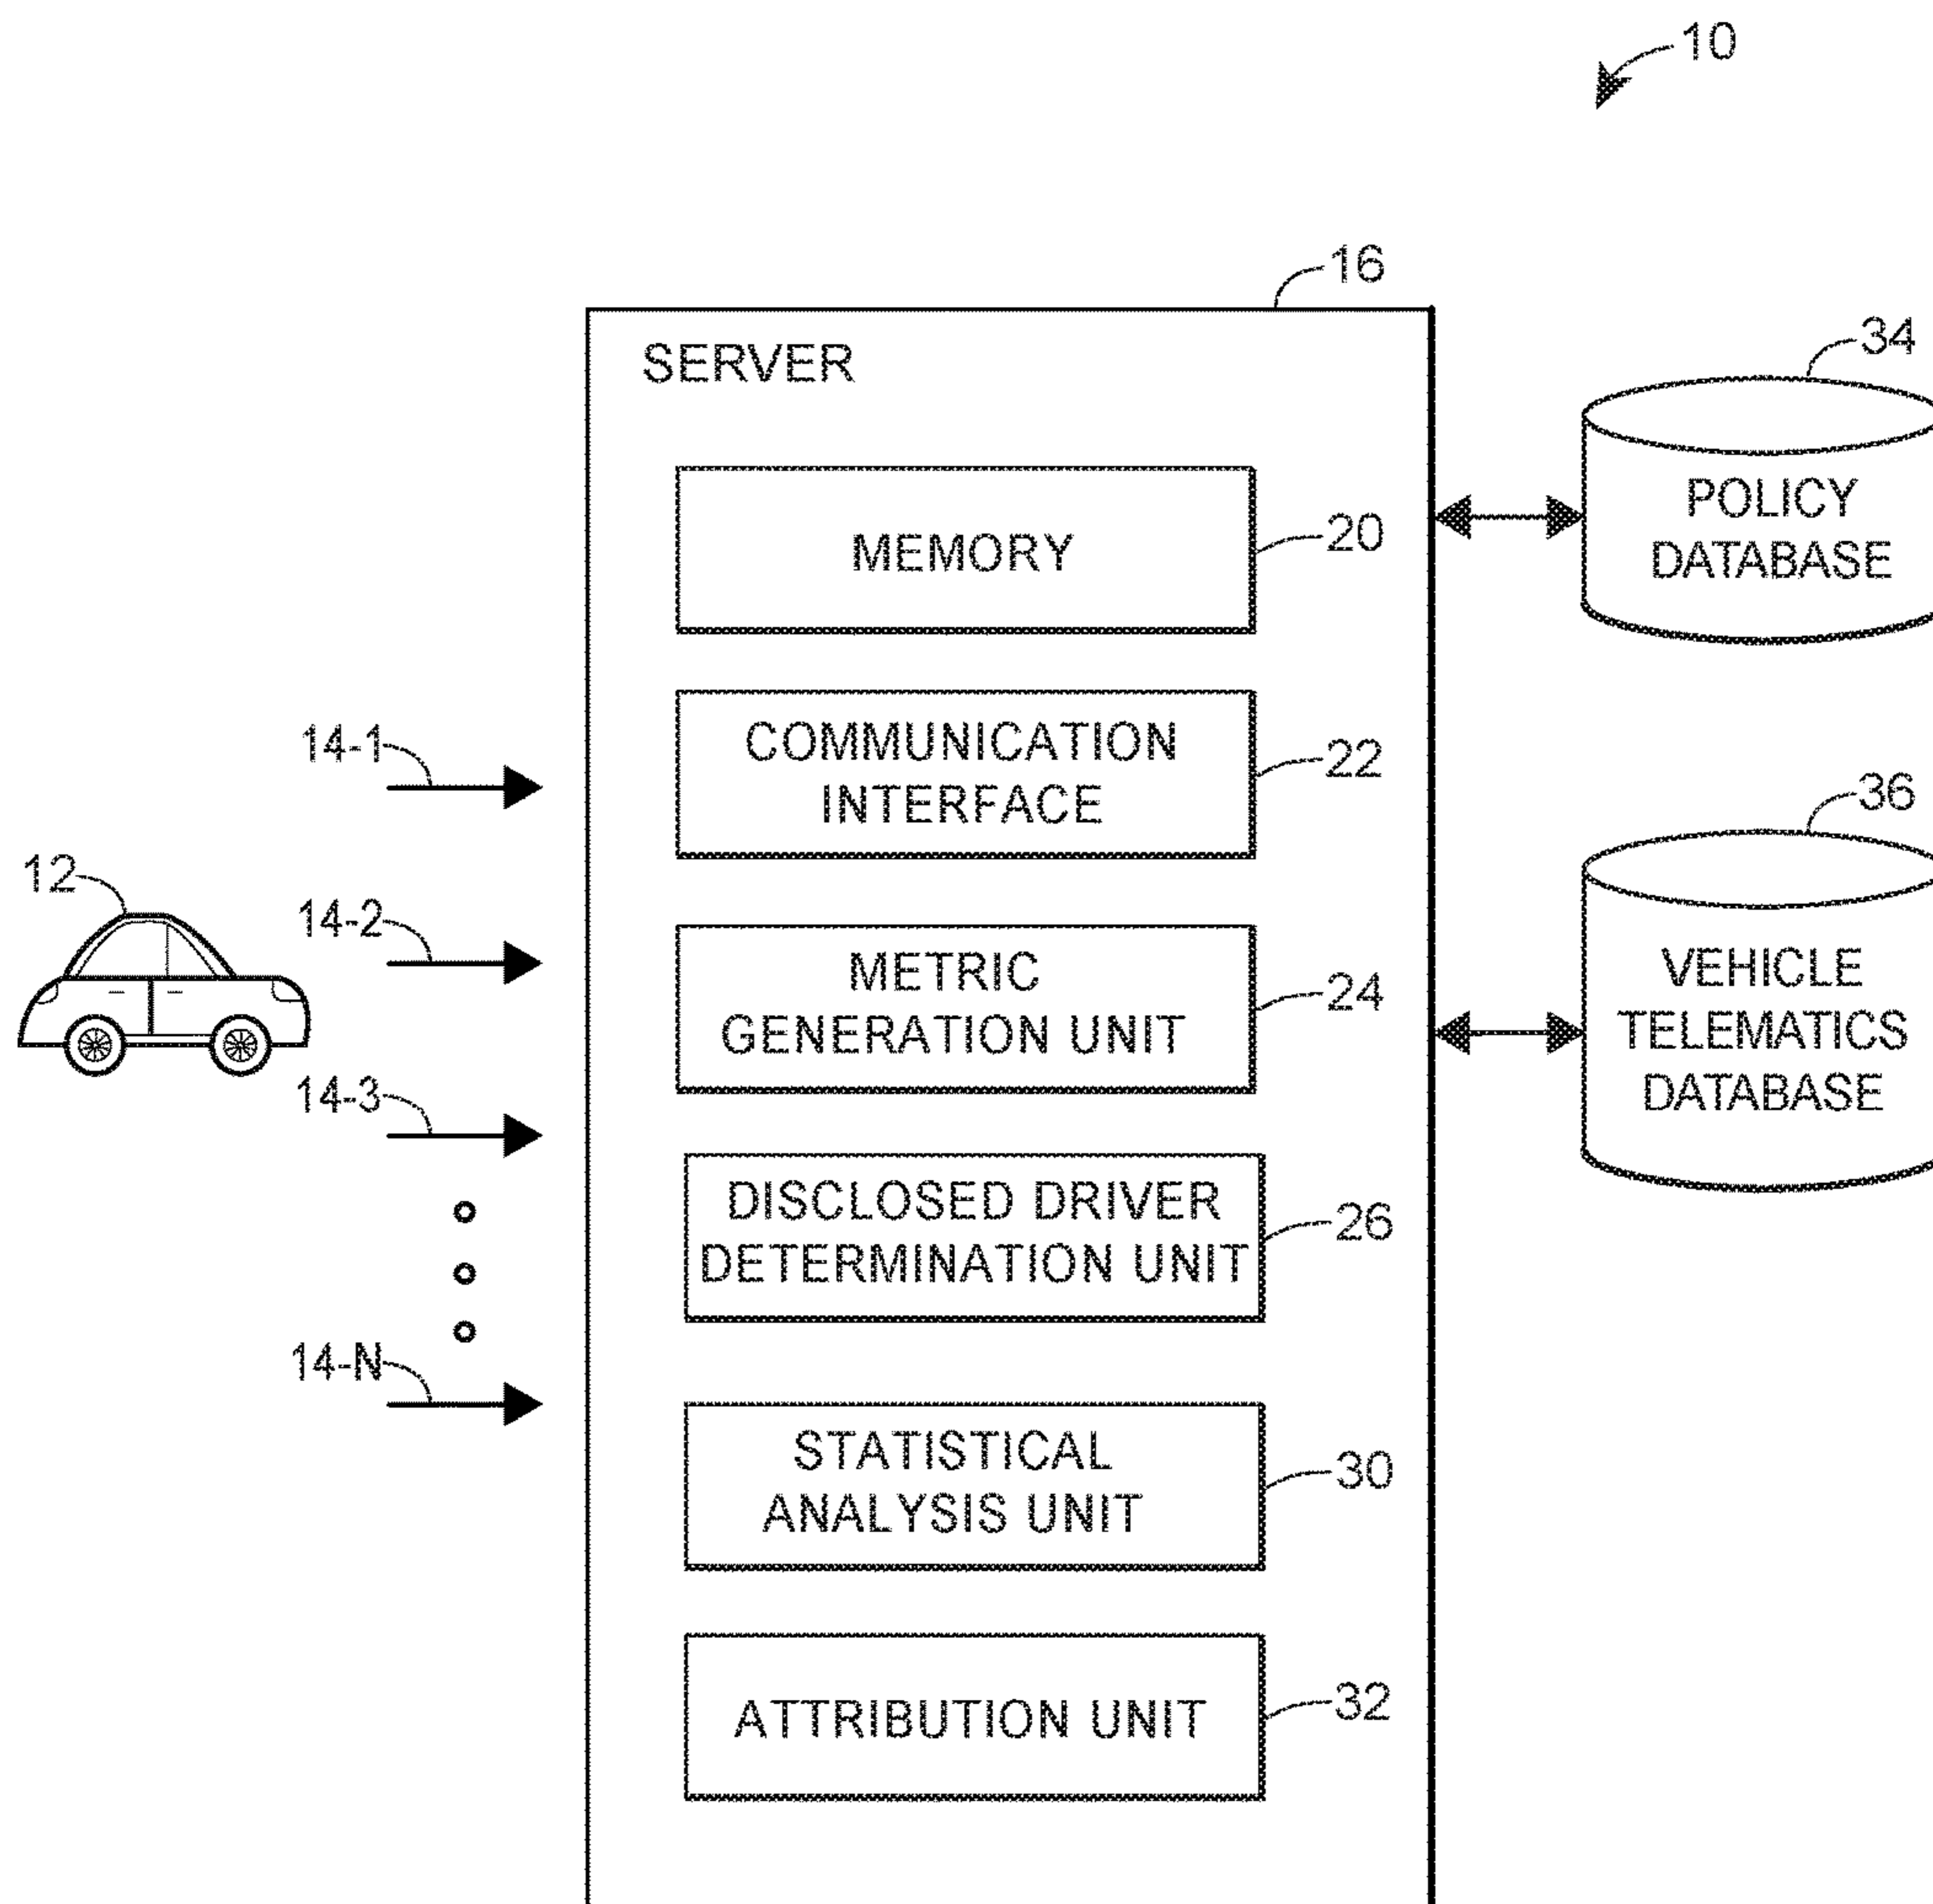 10
16
SERVER
34
POLICY
DATABASE
MEMORY
20
14-1
COMMUNICATION
INTERFACE
22
36
12
14-2
METRIC
GENERATION UNIT
24
VEHICLE
TELEMATICS
DATABASE
14-3
DISCLOSED DRIVER
DETERMINATION UNIT
26
14-N
STATISTICAL
ANALYSIS UNIT
30
ATTRIBUTION UNIT
32